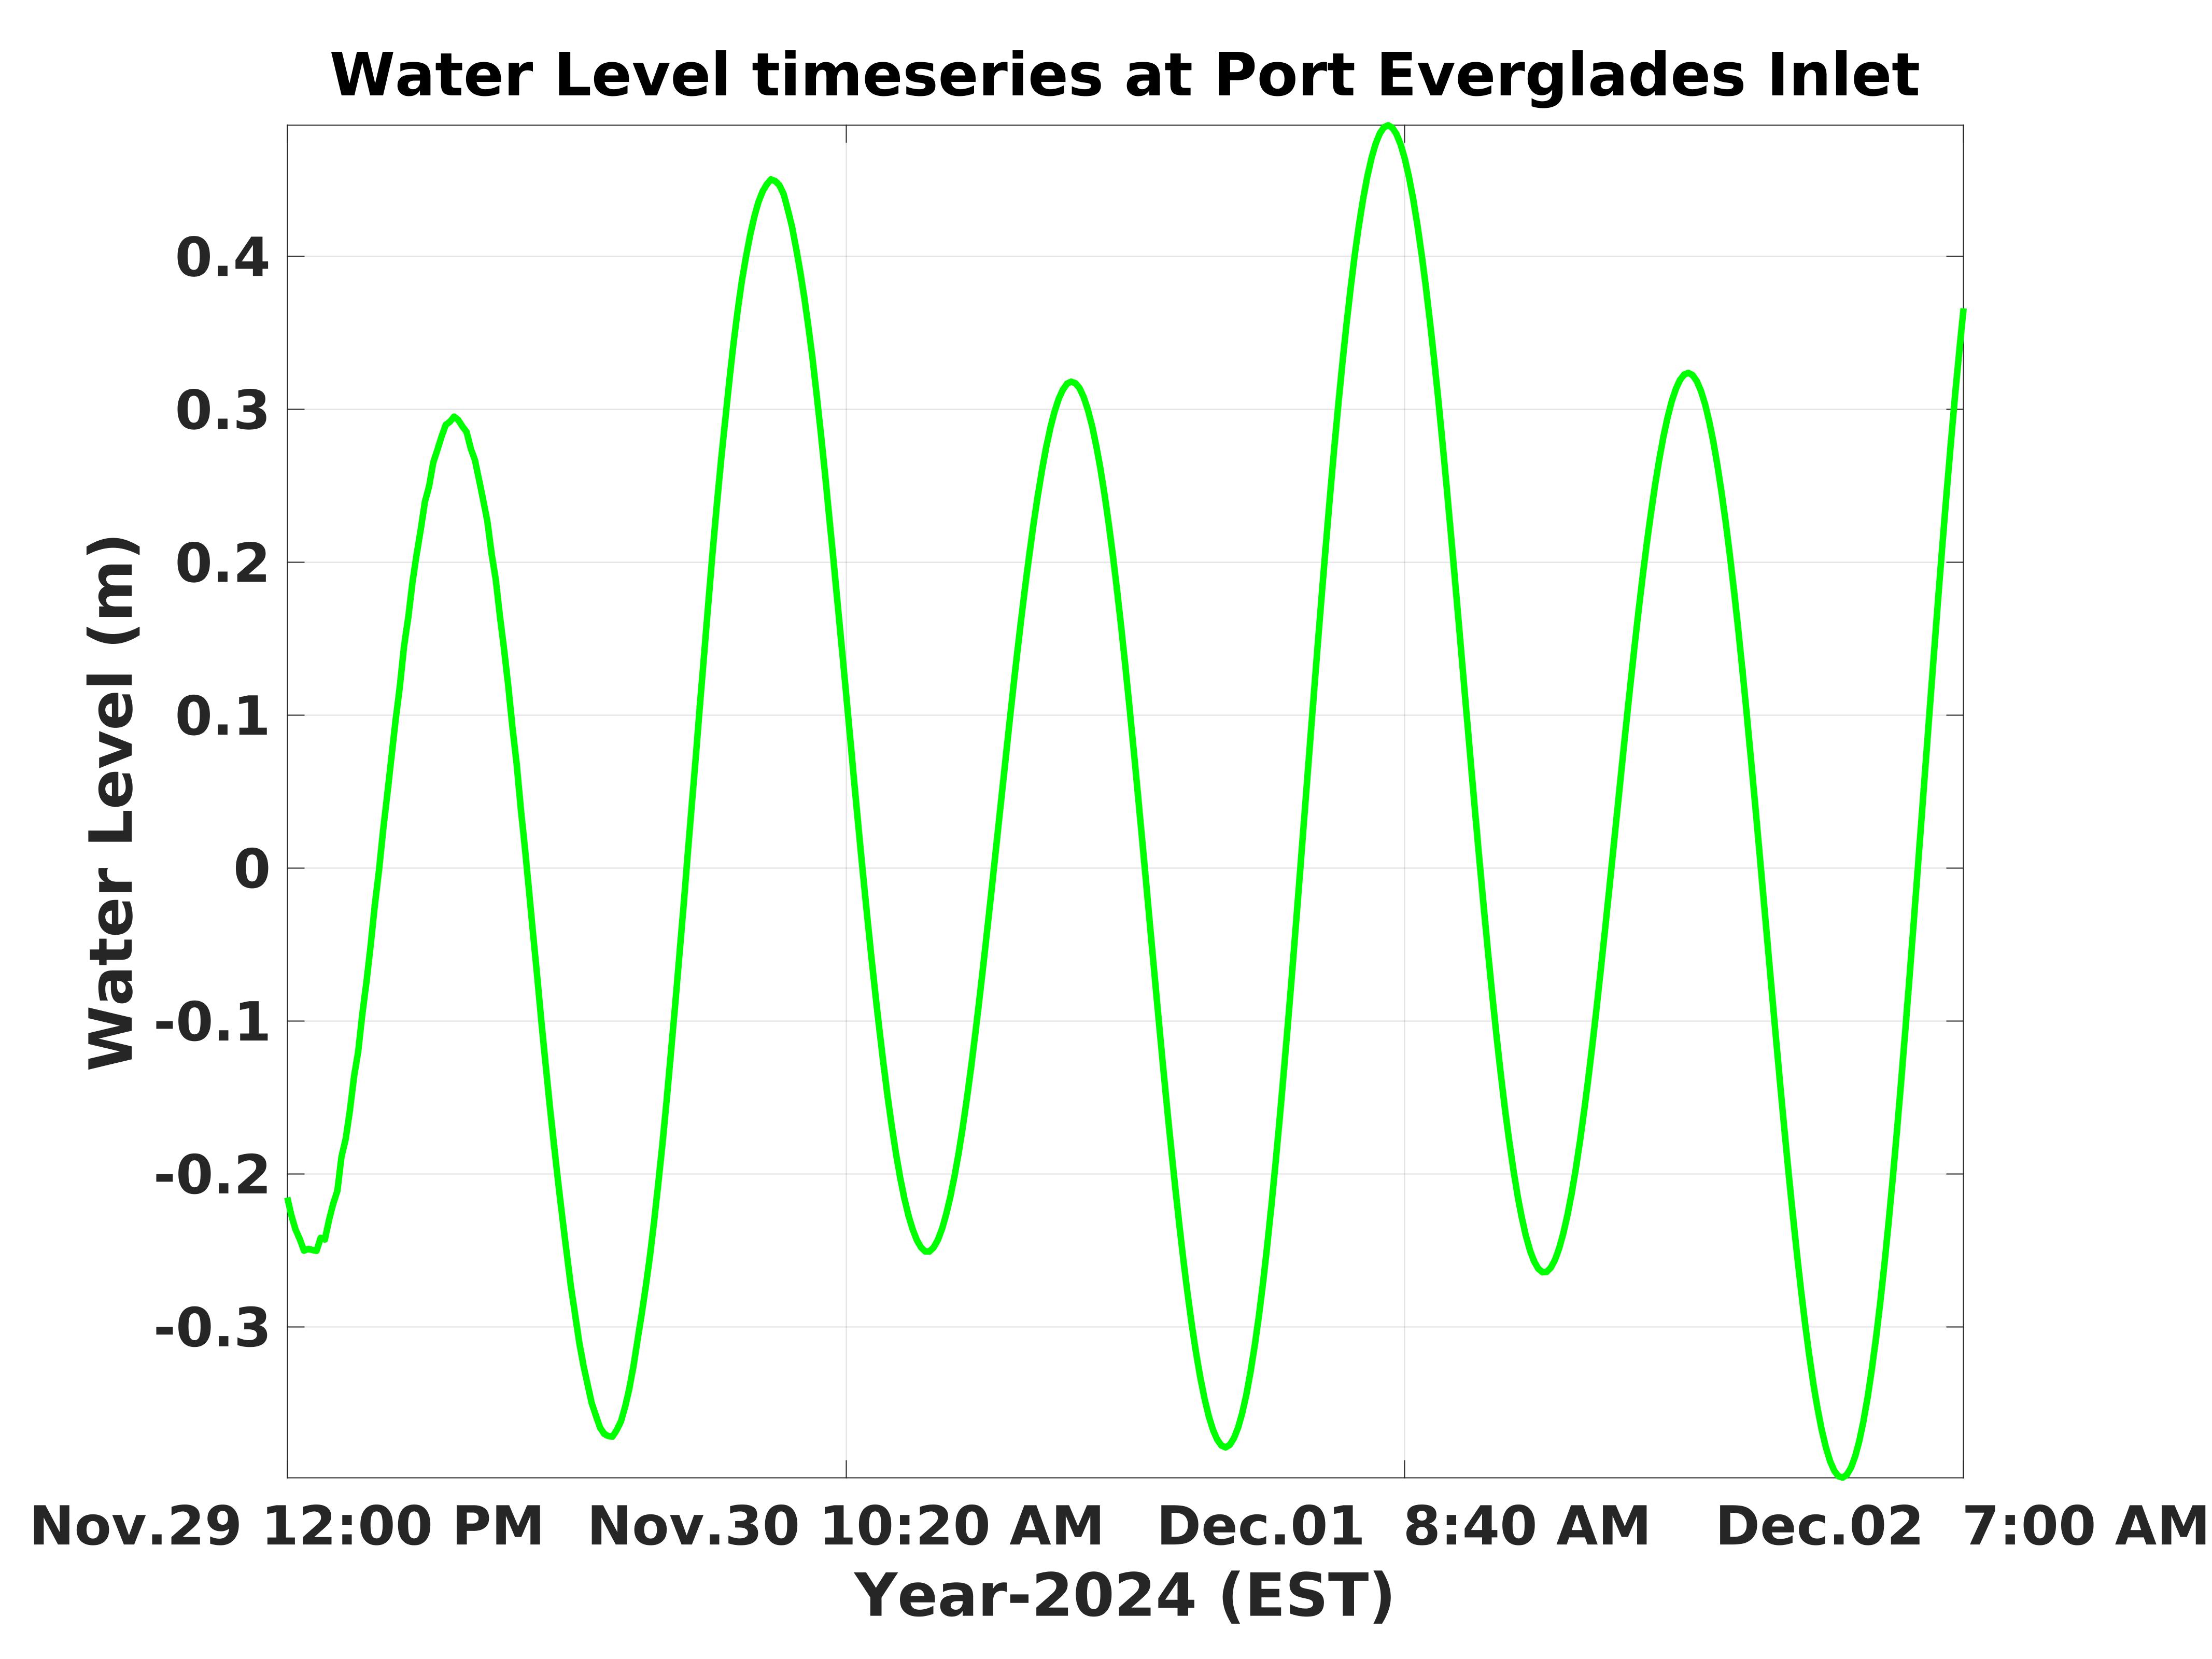 Water Level timeseries at Port Everglades Inlet
0.4
0.3
0.2
0.1
0
-0.1
-0.2
-0.3
Water Level (m)
Nov.29 12:00 PM Nov.30 10:20 AM Dec.01 8:40 AM Dec.02 7:00 AM
Year-2024 (EST)